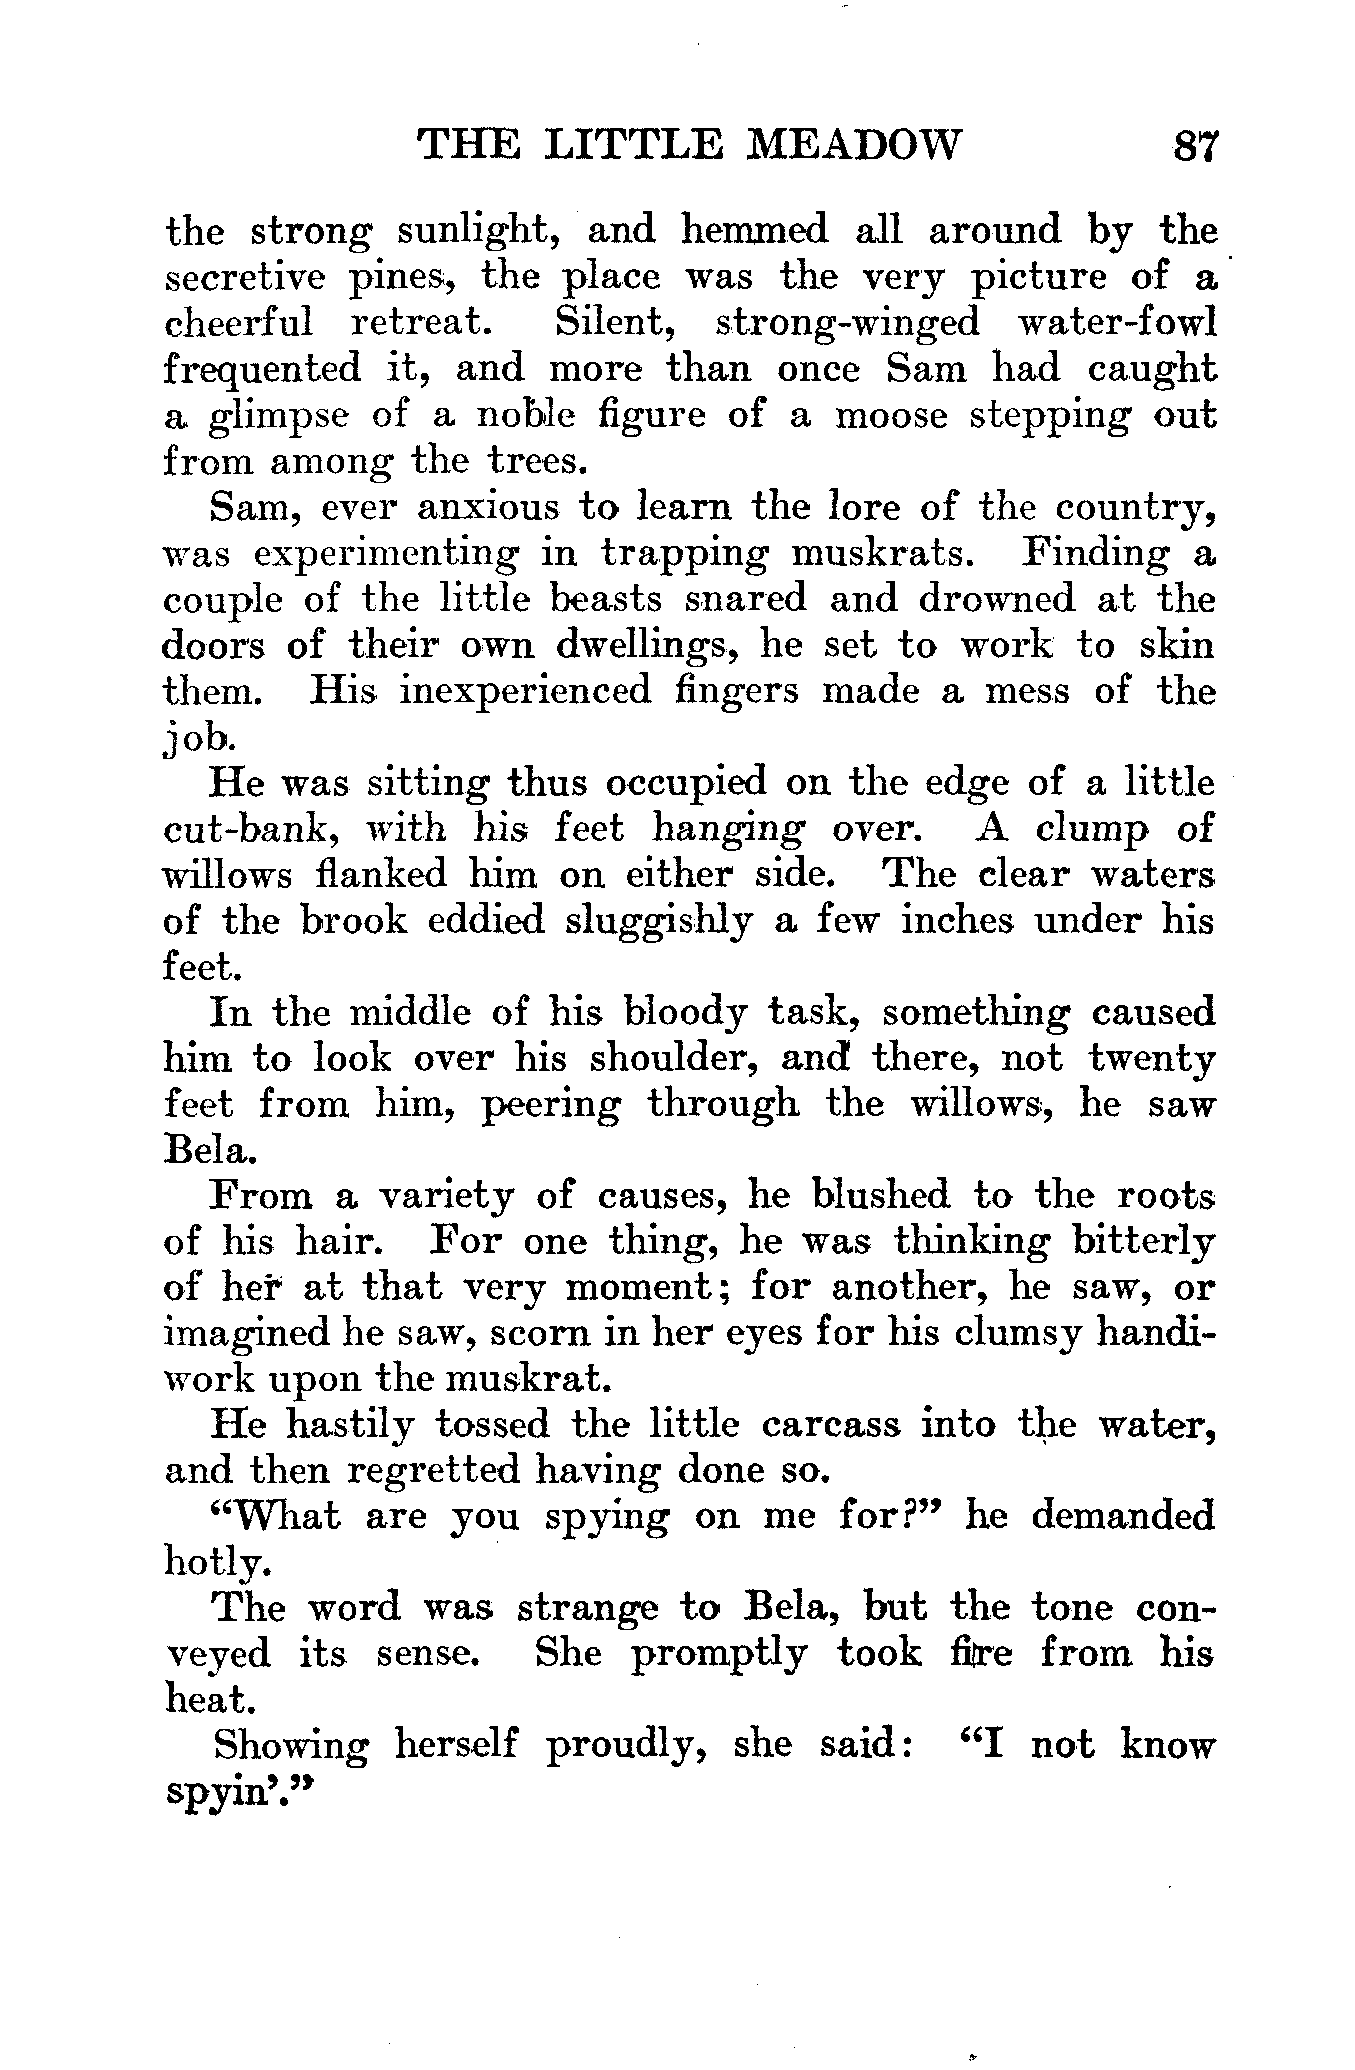 THE LITTLE MEADOW 87
the strong sunlight, and hemmed all around by the
secretive pines, the place was the very picture of a
cheerful retreat. Silent, strong-winged water-fowl
frequented it, and more than once Sam had caught
a glimpse of a noble figure of a moose stepping out
from among the trees.
Sam, ever anxious to learn the lore of the country,
was experimenting in trapping muskrats. Finding a
couple of the little beasts snared and drowned at the
doors of their own dwellings, he set to work to skin
them. His inexperienced fingers made a mess of the
job.
He was sitting thus occupied on the edge of a little
cut-bank, with his feet hanging over. A clump of
willows flanked him on either side. The clear waters
of the brook eddied sluggishly a few inches under his
feet.
In the middle of his bloody task, something caused
him to look over his shoulder, and there, not twenty
feet from him, peering through the willows, he saw
Bela.
From a variety of causes, he blushed to the roots
of his hair. For one thing, he was thinking bitterly
of her at that very moment; for another, he saw, or
imagined he saw, scorn in her eyes for his clumsy handi-
work upon the muskrat.
He hastily tossed the little carcass into the water,
and then regretted having done so.
“What are you spying on me for?” he demanded
hotly.
The word was strange to Bela, but the tone con-
veyed its sense. She promptly took fire from his
heat.
Showing herself proudly, she said: “I not know
spyin’.”